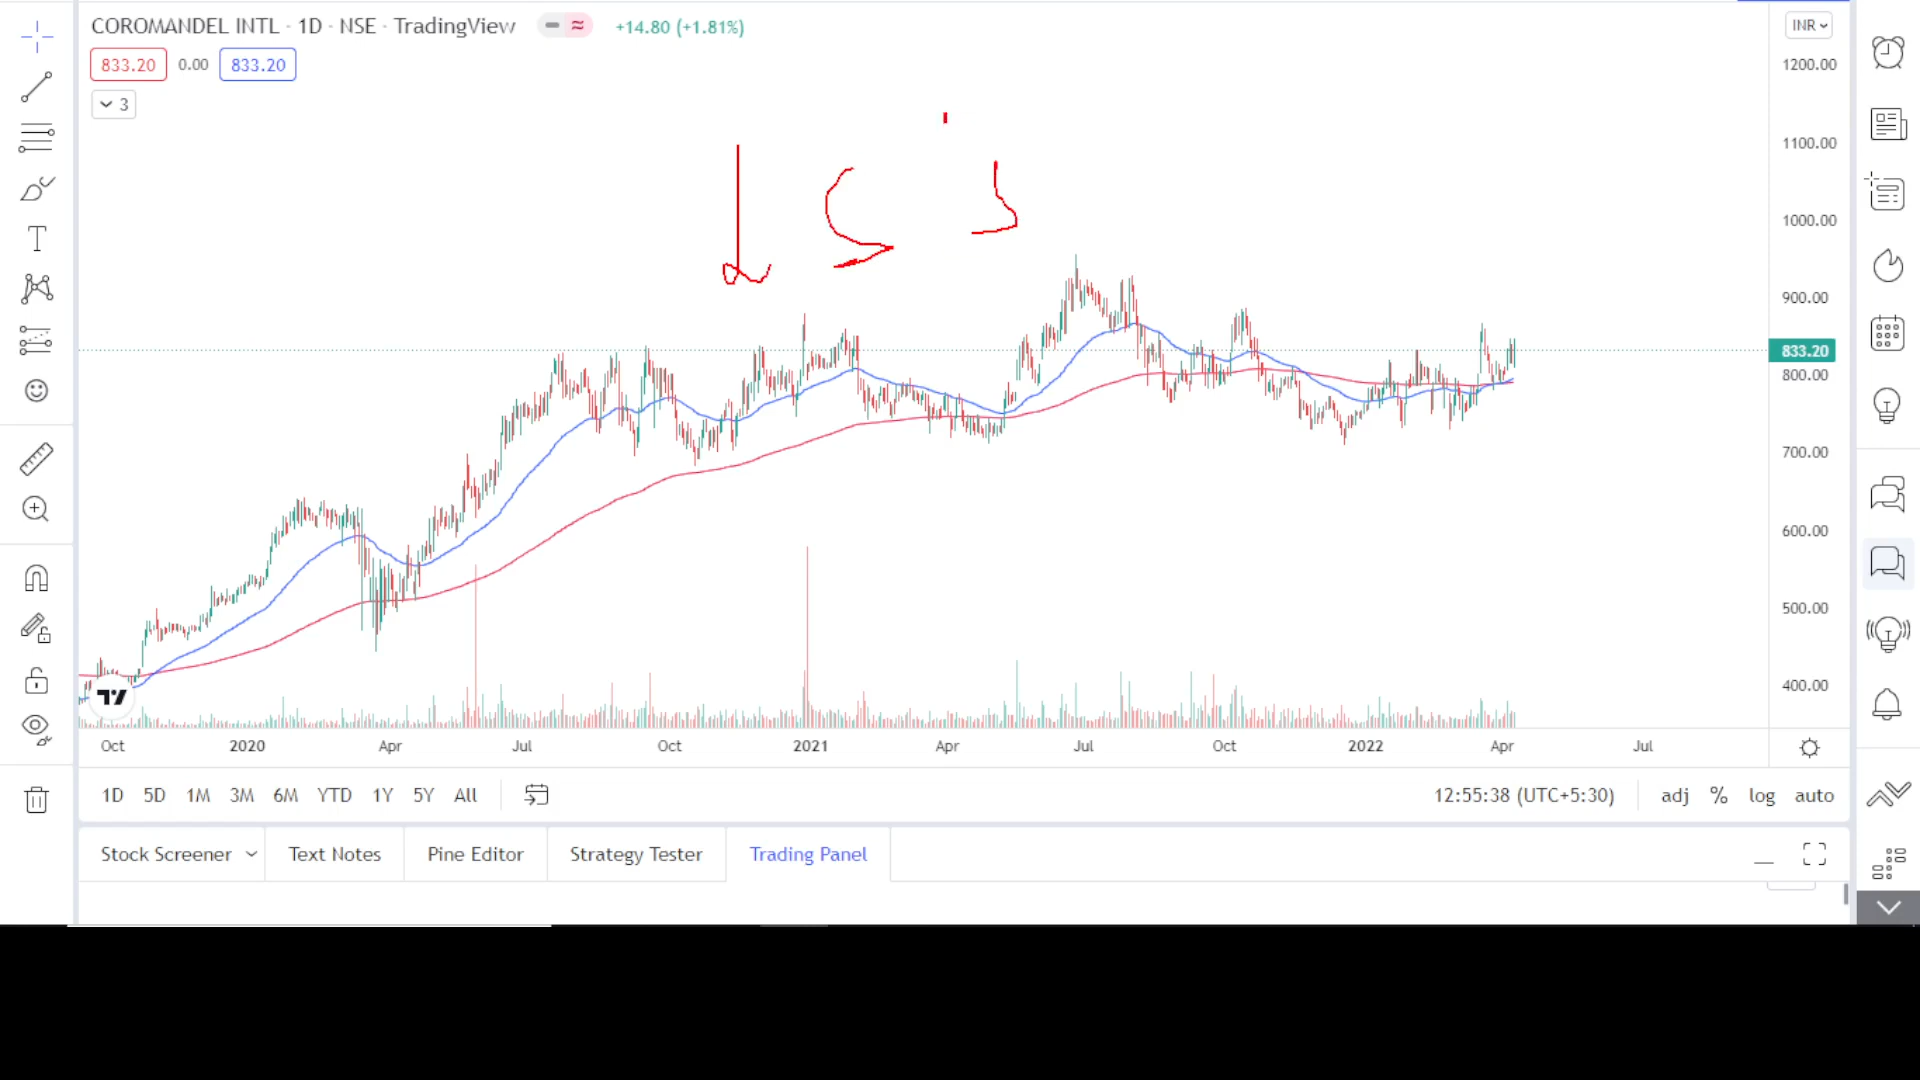 COROMANDEL INTL · 1D · NSE · TradingView +14.80 (+1.81%) INR
833.20 0.00 833.20
3
1200.00
1100.00
1000.00
900.00
833.20
800.00
700.00
600.00
500.00
400.00
Oct 2020 Apr Jul Oct 2021 Apr Jul Oct 2022 Apr Jul
1D 5D 1M 3M 6M YTD 1Y 5Y All 12:55:38 (UTC+5:30) adj % log auto
Stock Screener Text Notes Pine Editor Strategy Tester Trading Panel